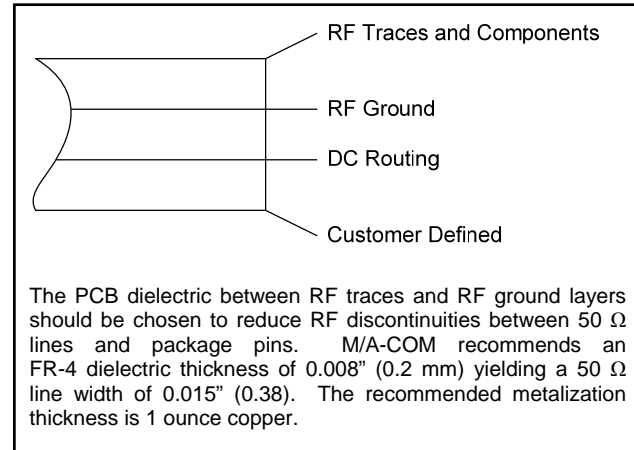 RF Traces and Components
RF Ground
DC Routing
Customer Defined
The PCB dielectric between RF traces and RF ground layers
should be chosen to reduce RF discontinuities between 50 Ω
lines and package pins. M/A-COM recommends an
FR-4 dielectric thickness of 0.008” (0.2 mm) yielding a 50 Ω
line width of 0.015” (0.38). The recommended metalization
thickness is 1 ounce copper.